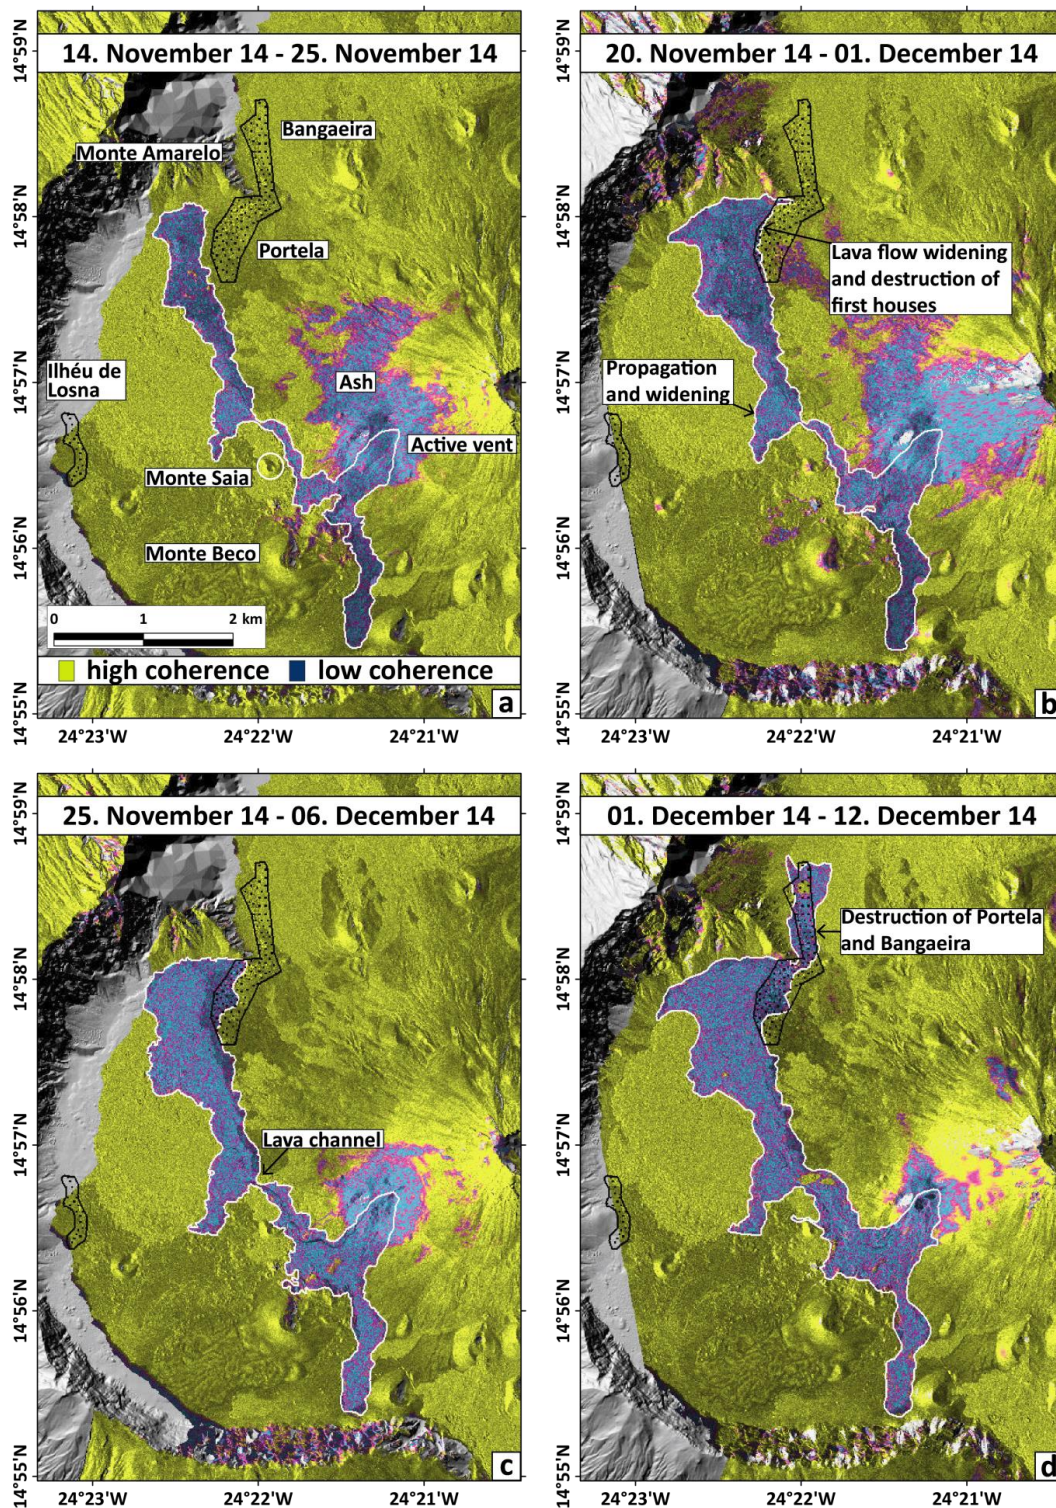 14. November 14 - 25. November 14
14°59'N
14°58'N
14°57'N
14°56'N
14°55'N
Bangaeira
Monte Amarelo
Portela
Ilhéu de
Losna
Ash
Active vent
Monte Saia
Monte Beco
0 1 2 km
high coherence low coherence
a
24°23'W 24°22'W 24°21'W
20. November 14 - 01. December 14
14°59'N
14°58'N
14°57'N
14°56'N
14°55'N
Lava flow widening
and destruction of
first houses
Propagation
and widening
b
24°23'W 24°22'W 24°21'W
25. November 14 - 06. December 14
14°59'N
14°58'N
14°57'N
14°56'N
14°55'N
Lava channel
c
24°23'W 24°22'W 24°21'W
01. December 14 - 12. December 14
14°59'N
14°58'N
14°57'N
14°56'N
14°55'N
Destruction of Portela
and Bangaeira
d
24°23'W 24°22'W 24°21'W